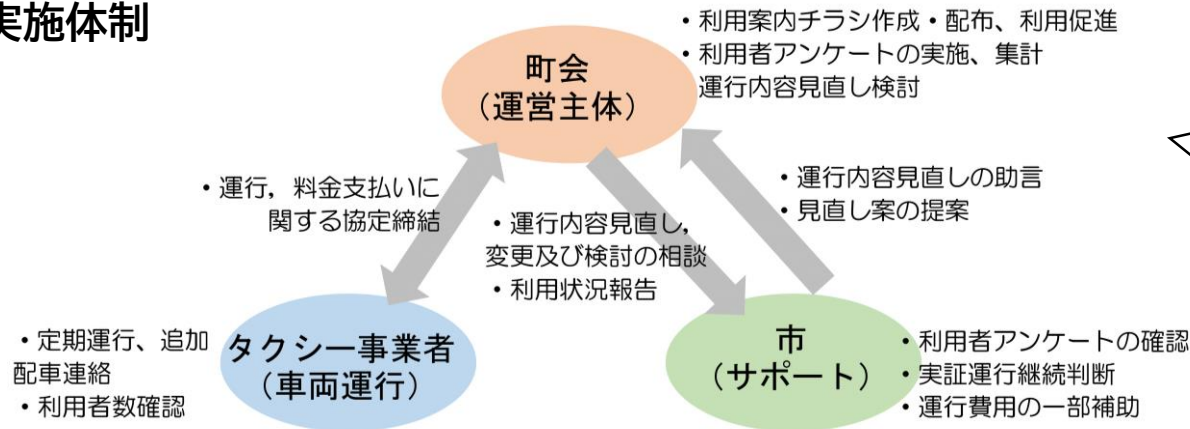 実施体制
・利用案内チラシ作成・配布、利用促進
・利用者アンケートの実施、集計
運行内容見直し検討
町会
（運営主体）
・運行，料金支払いに
関する協定締結
・運行内容見直し，
変更及び検討の相談
・利用状況報告
・運行内容見直しの助言
・見直し案の提案
・定期運行、追加
配車連絡
・利用者数確認
タクシー事業者
（車両運行）
市
（サポート）
・利用者アンケートの確認
・実証運行継続判断
・運行費用の一部補助